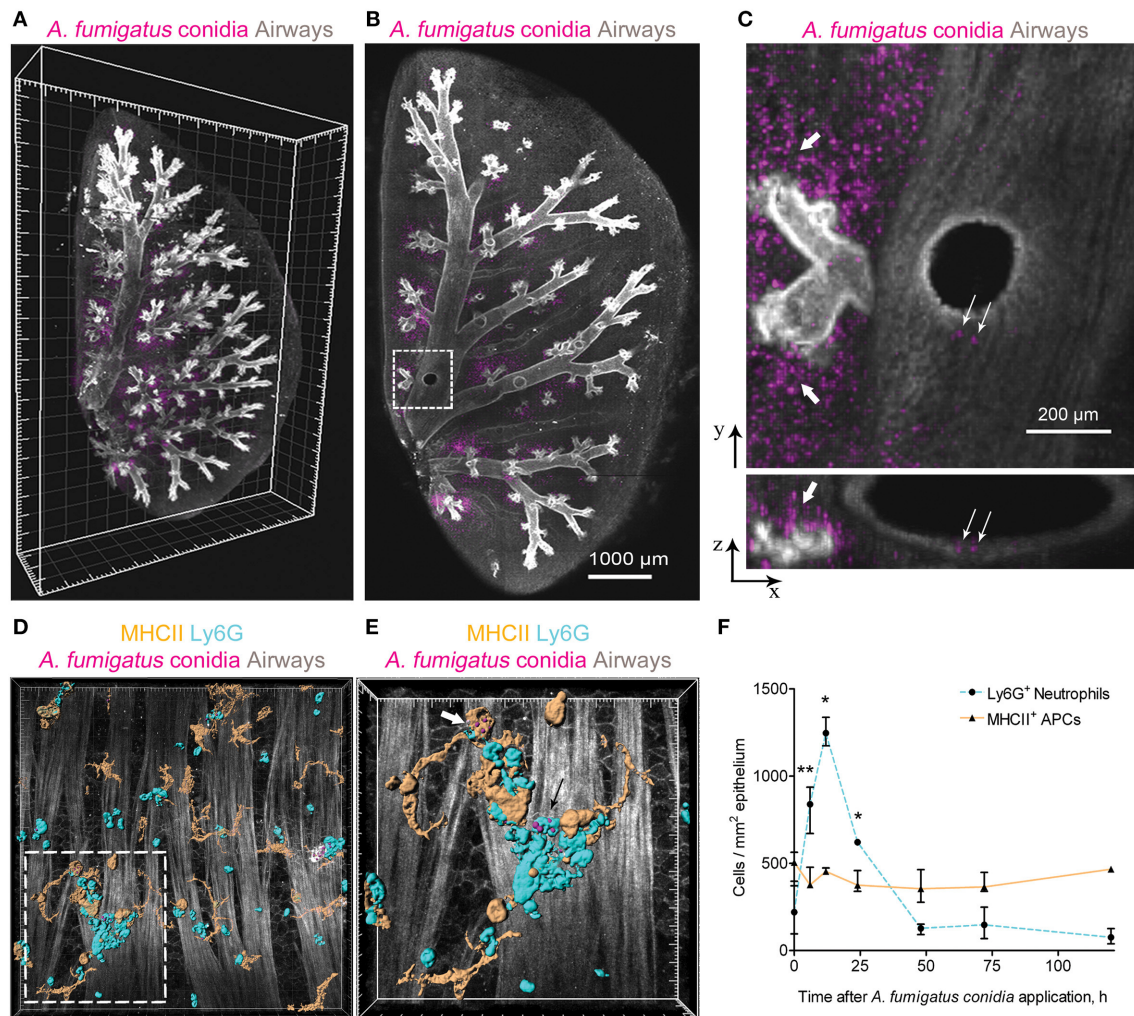 A
A. fumigatus conidia Airways
B
A. fumigatus conidia Airways
1000 µm
C
A. fumigatus conidia Airways
200 µm
y
z
x
D
MHCII Ly6G
A. fumigatus conidia Airways
E
MHCII Ly6G
A. fumigatus conidia Airways
F
Ly6G+ Neutrophils
MHCII+ APCs
*
**
*
Cells / mm² epithelium
1500
1000
500
0
0
25
50
75
100
Time after A. fumigatus conidia application, h